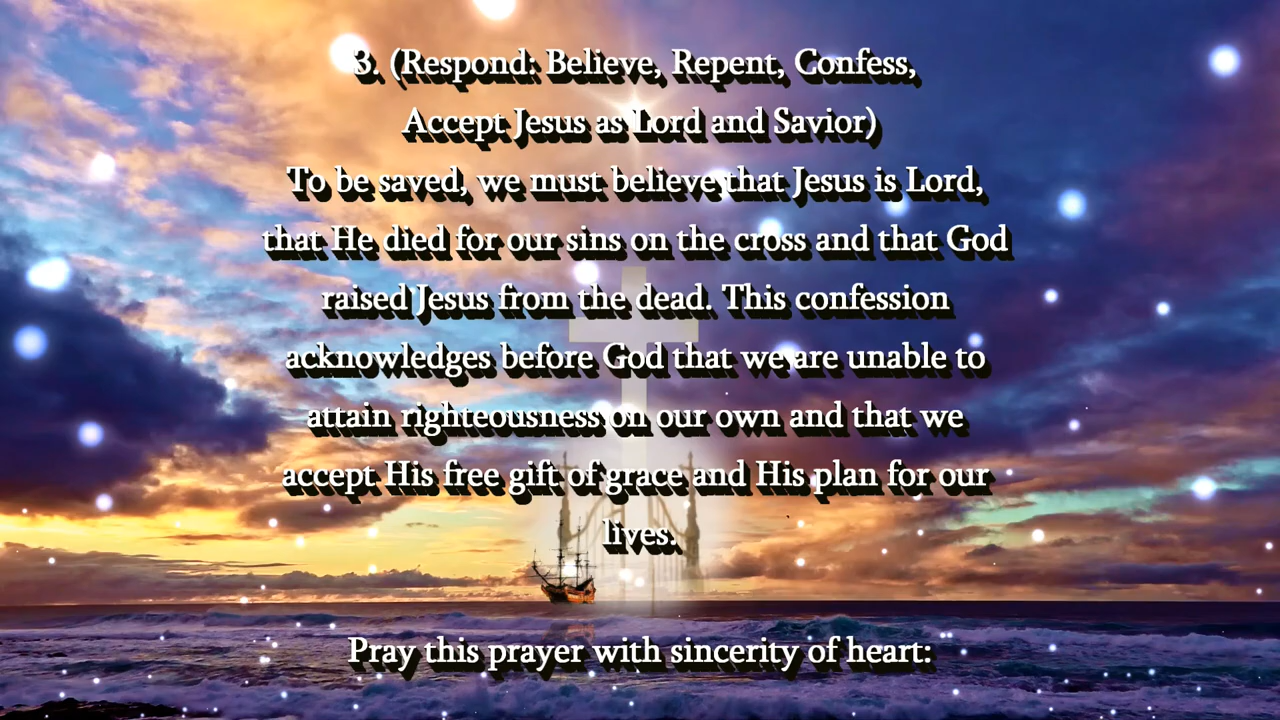 3. (Respond: Believe, Repent, Confess,
Accept Jesus as Lord and Savior)
To be saved, we must believe that Jesus is Lord,
that He died for our sins on the cross and that God
raised Jesus from the dead. This confession
acknowledges before God that we are unable to
attain righteousness on our own and that we
accept His free gift of grace and His plan for our
lives.
Pray this prayer with sincerity of heart: